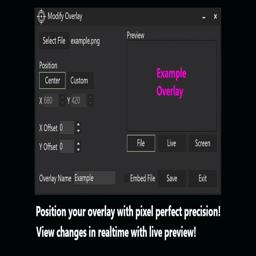 Modify Overlay
Select File example.png
Preview
Position
Center Custom
X 680 Y 420
Example
Overlay
X Offset 0
Y Offset 0
File Live Screen
Overlay Name Example Embed File Save Exit
Position your overlay with pixel perfect precision!
View changes in realtime with live preview!